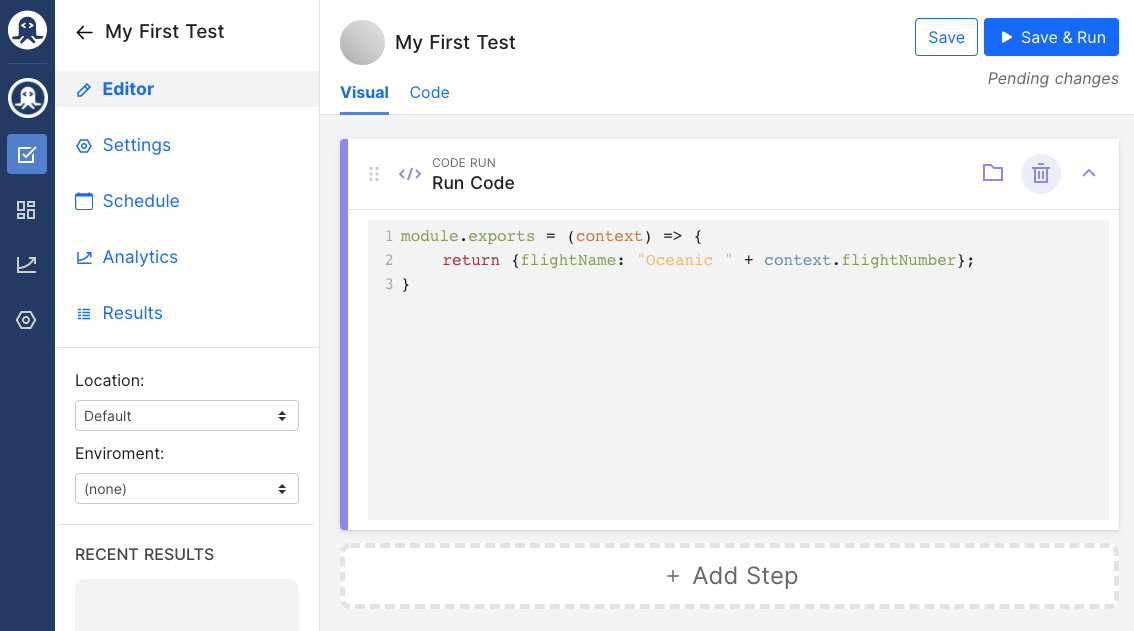 My First Test
Editor
Settings
Schedule
Analytics
Results
Location:
Default
Enviroment:
(none)
RECENT RESULTS
My First Test
Save
Save & Run
Pending changes
Visual
Code
CODE RUN
Run Code
1 module.exports = (context) => {
2     return {flightName: "Oceanic " + context.flightNumber};
3 }
+ Add Step